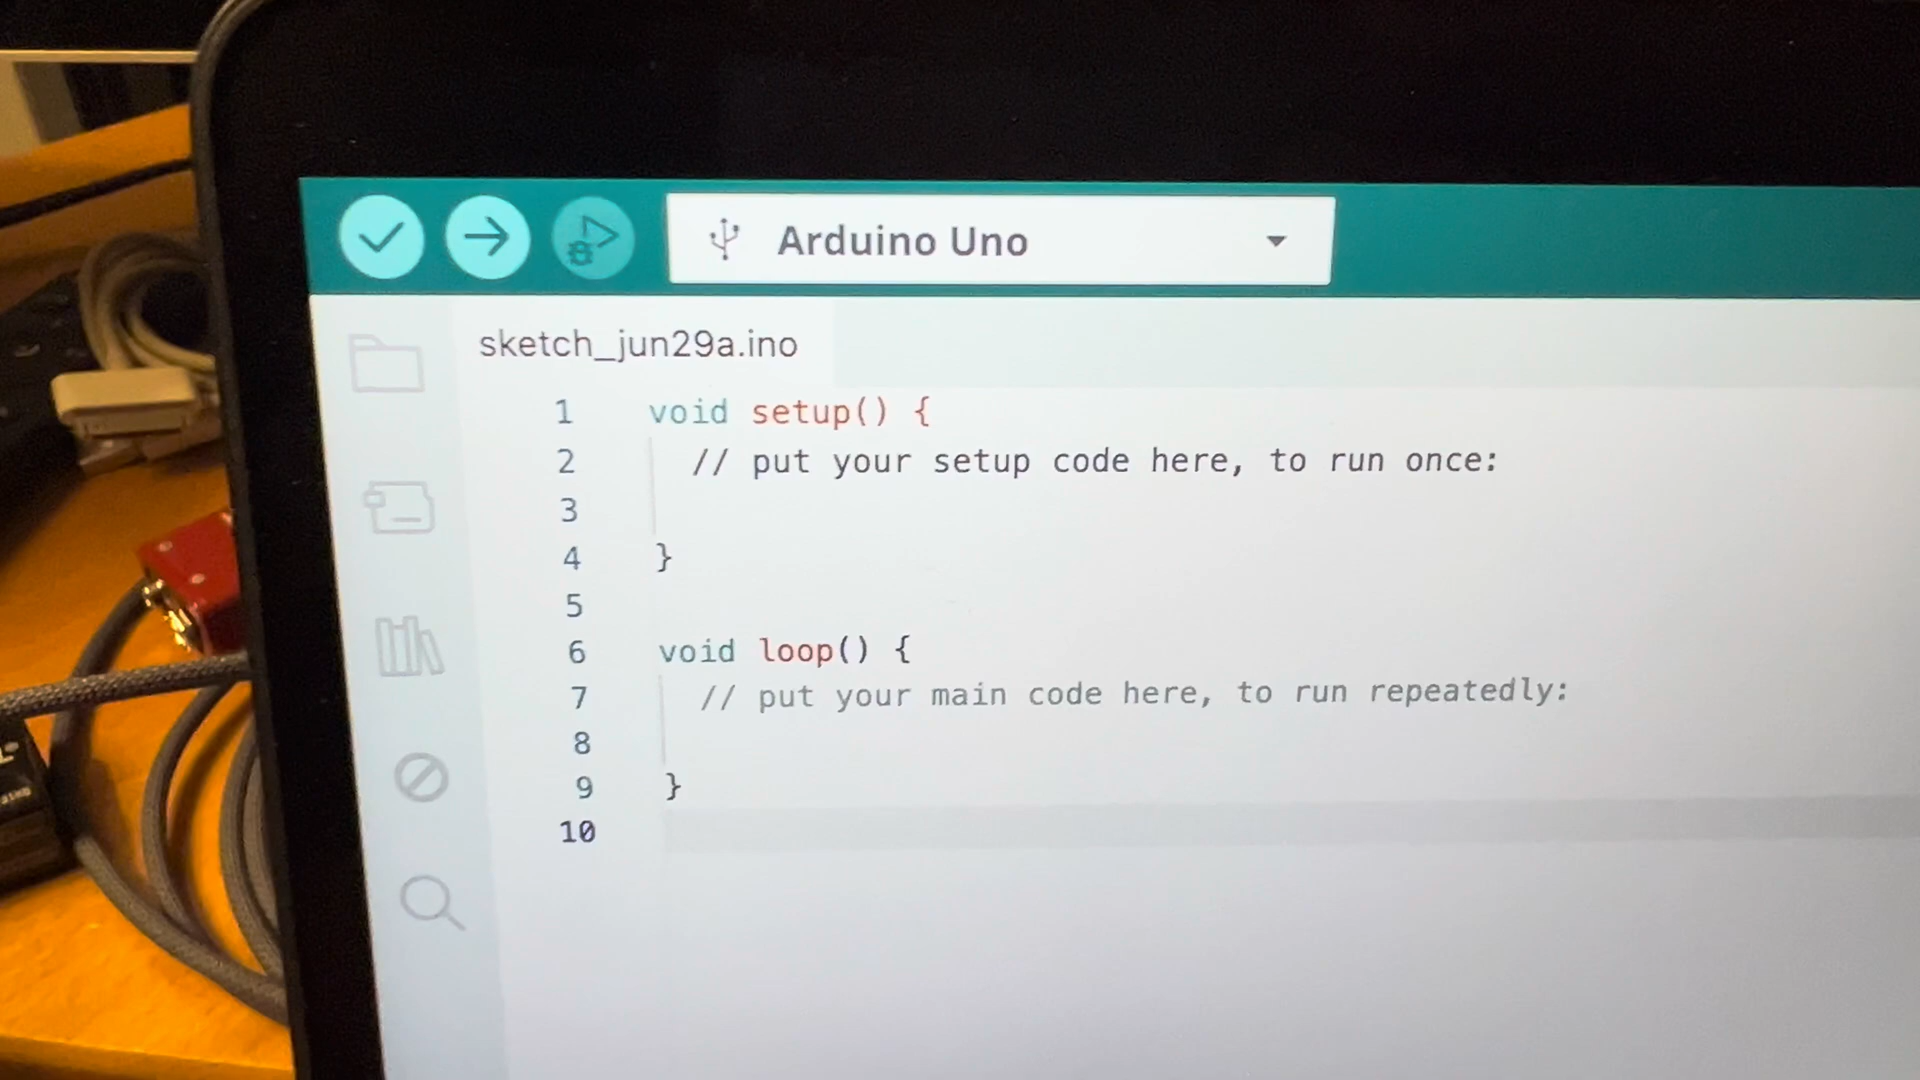 Arduino Uno
sketch_jun29a.ino
1 void setup() {
2 // put your setup code here, to run once:
3
4 }
5
6 void loop() {
7 // put your main code here, to run repeatedly:
8
9 }
10